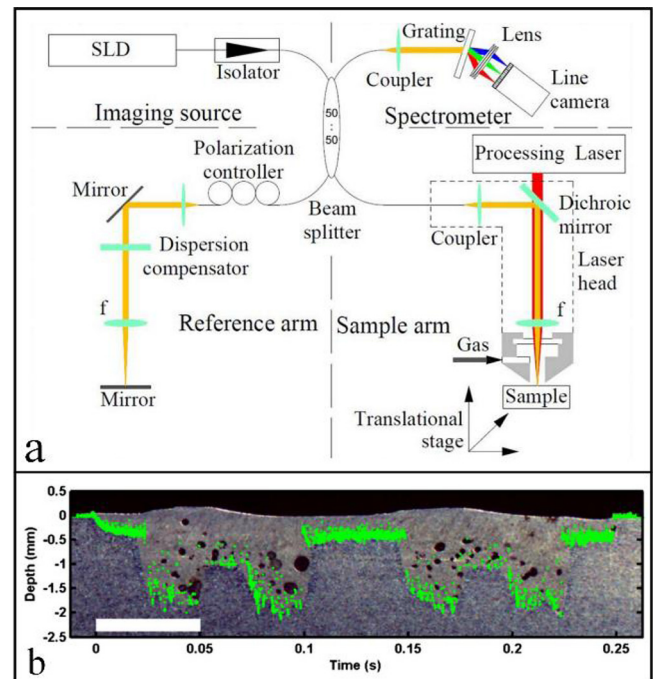 SLD
Isolator
Imaging source
Coupler
Grating
Lens
Line
camera
Spectrometer
50
50
Beam
splitter
Polarization
controller
Mirror
Dispersion
compensator
f
Reference arm
Mirror
Processing Laser
Dichroic
mirror
Coupler
Laser
head
f
Sample arm
Gas
Sample
Translational
stage
a
0.5
0
-0.5
-1
-1.5
-2
-2.5
Depth (mm)
0
0.05
0.1
0.15
0.2
0.25
Time (s)
b